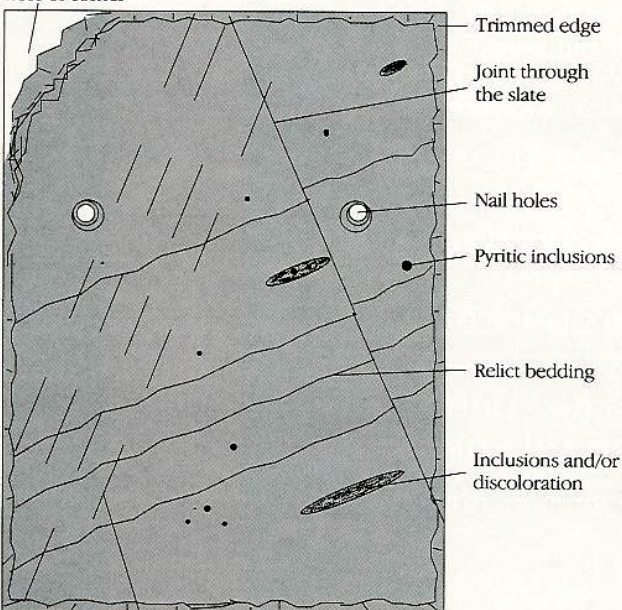 Trimmed edge
Joint through
the slate
Nail holes
Pyritic inclusions
Relict bedding
Inclusions and/or
discoloration